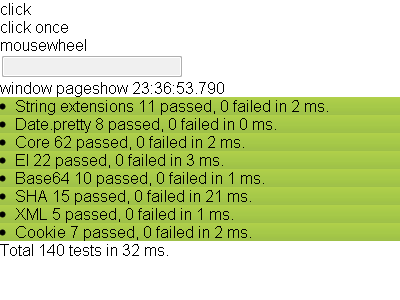 click
click once
mousewheel
window pageshow 23:36:53.790
String extensions 11 passed, 0 failed in 2 ms.
Date.pretty 8 passed, 0 failed in 0 ms.
Core 62 passed, 0 failed in 2 ms.
El 22 passed, 0 failed in 3 ms.
Base64 10 passed, 0 failed in 1 ms.
SHA 15 passed, 0 failed in 21 ms.
XML 5 passed, 0 failed in 1 ms.
Cookie 7 passed, 0 failed in 2 ms.
Total 140 tests in 32 ms.